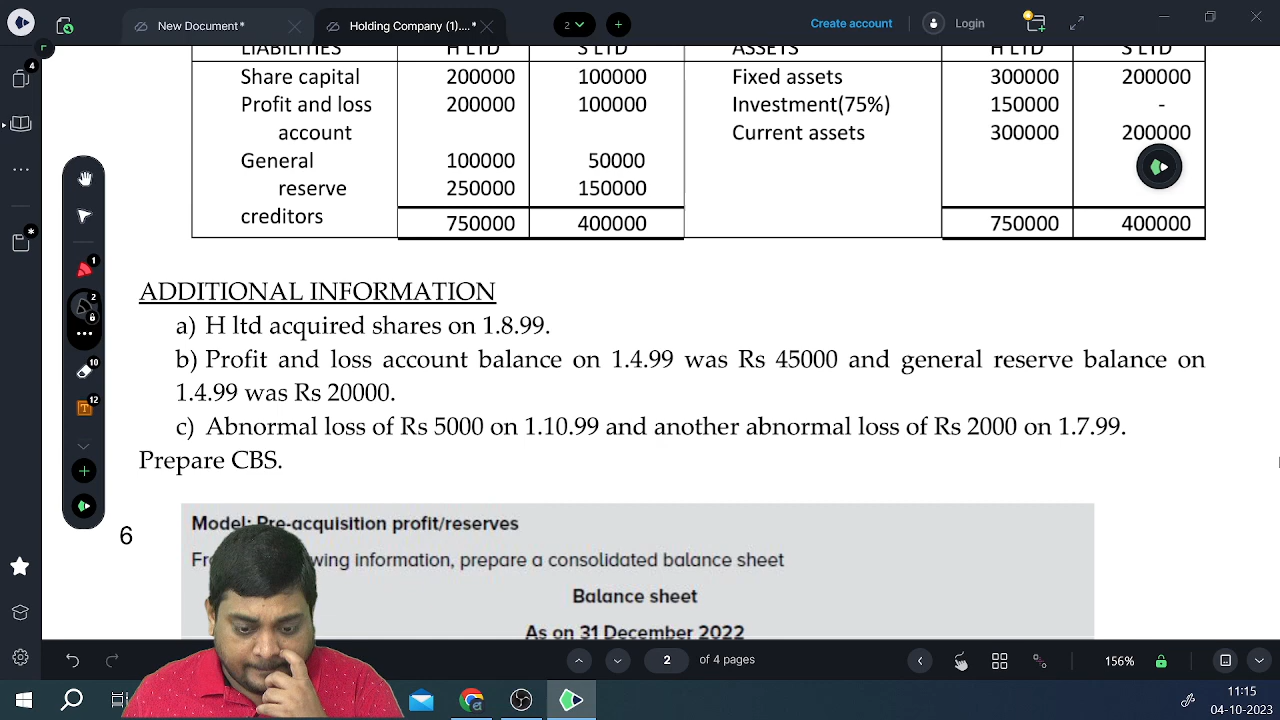 New Document*
Holding Company (1)....*
2
Create account
Login
LIABILITIES H LTD S LTD ASSETS H LTD S LTD
Share capital 200000 100000 Fixed assets 300000 200000
Profit and loss 200000 100000 Investment(75%) 150000 -
account Current assets 300000 200000
General 100000 50000
reserve 250000 150000
creditors 750000 400000 750000 400000
ADDITIONAL INFORMATION
a) H ltd acquired shares on 1.8.99.
b) Profit and loss account balance on 1.4.99 was Rs 45000 and general reserve balance on
1.4.99 was Rs 20000.
c) Abnormal loss of Rs 5000 on 1.10.99 and another abnormal loss of Rs 2000 on 1.7.99.
Prepare CBS.
6
Model: Pre-acquisition profit/reserves
wing information, prepare a consolidated balance sheet
Balance sheet
As on 31 December 2022
4
1
2
10
12
T
2 of 4 pages
156%
11:15
04-10-2023